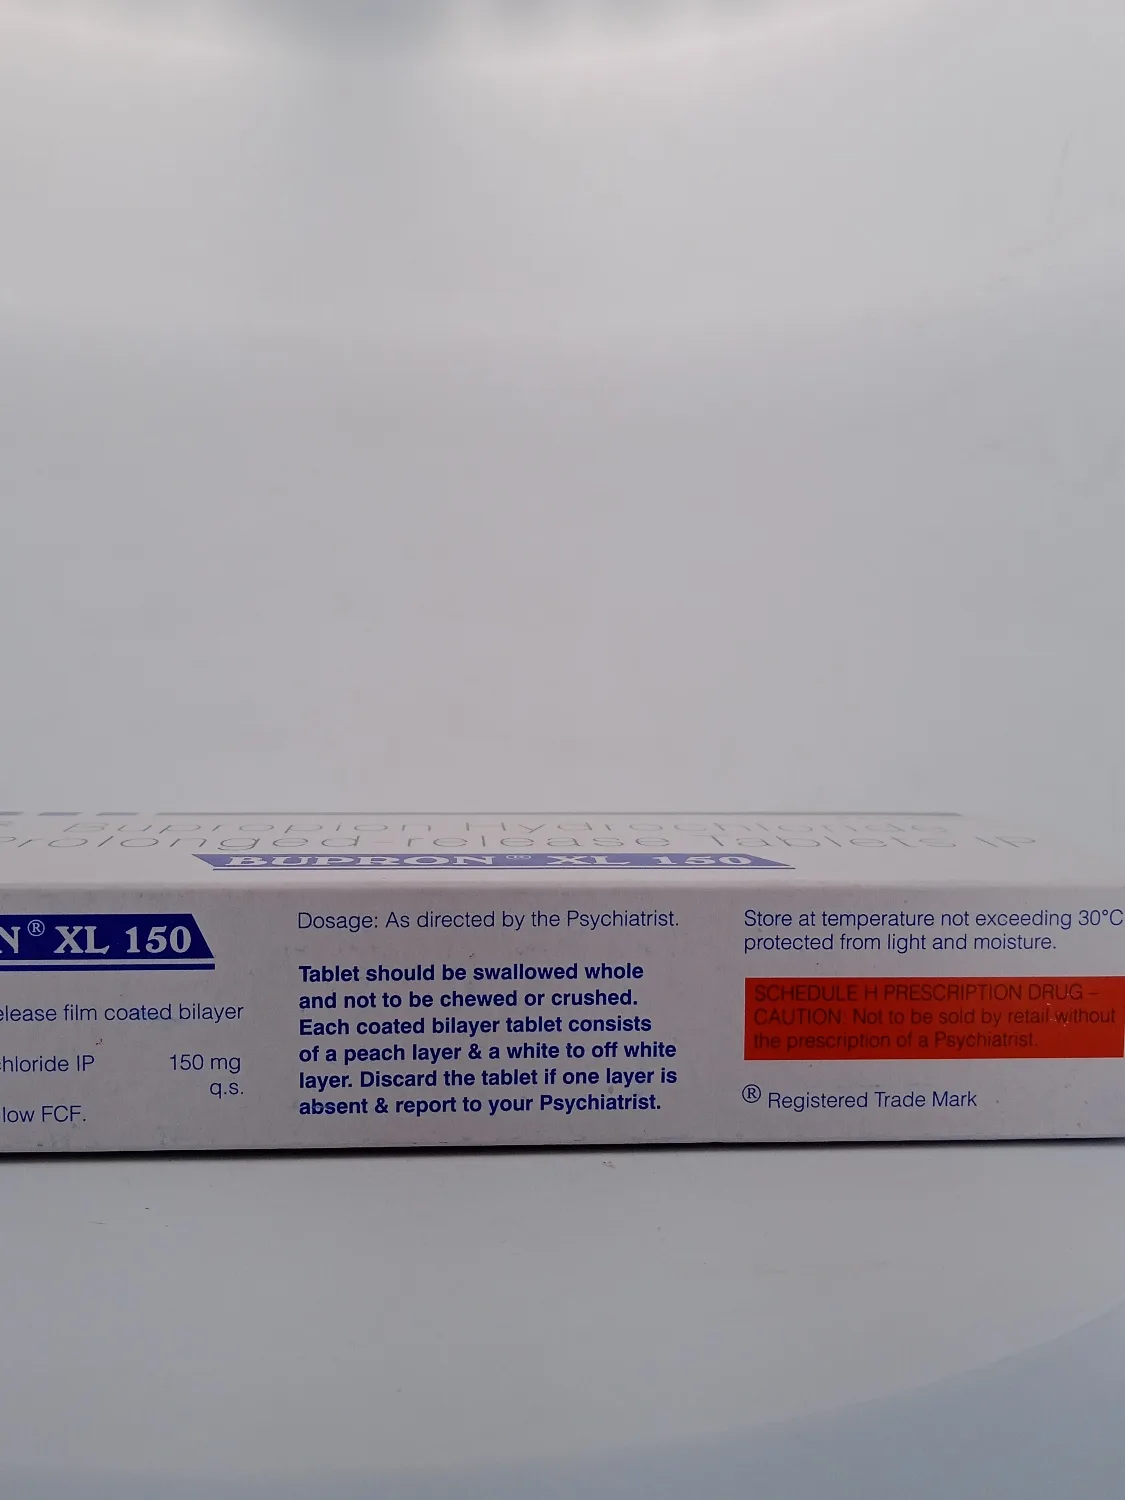 Bupropion Hydrochloride
Prolonged-release Tablets IP
BUPRON® XL 150
N® XL 150
elease film coated bilayer
hloride IP 150 mg
q.s.
low FCF.
Dosage: As directed by the Psychiatrist.
Tablet should be swallowed whole
and not to be chewed or crushed.
Each coated bilayer tablet consists
of a peach layer & a white to off white
layer. Discard the tablet if one layer is
absent & report to your Psychiatrist.
Store at temperature not exceeding 30°C
protected from light and moisture.
SCHEDULE H PRESCRIPTION DRUG –
CAUTION: Not to be sold by retail without
the prescription of a Psychiatrist.
® Registered Trade Mark